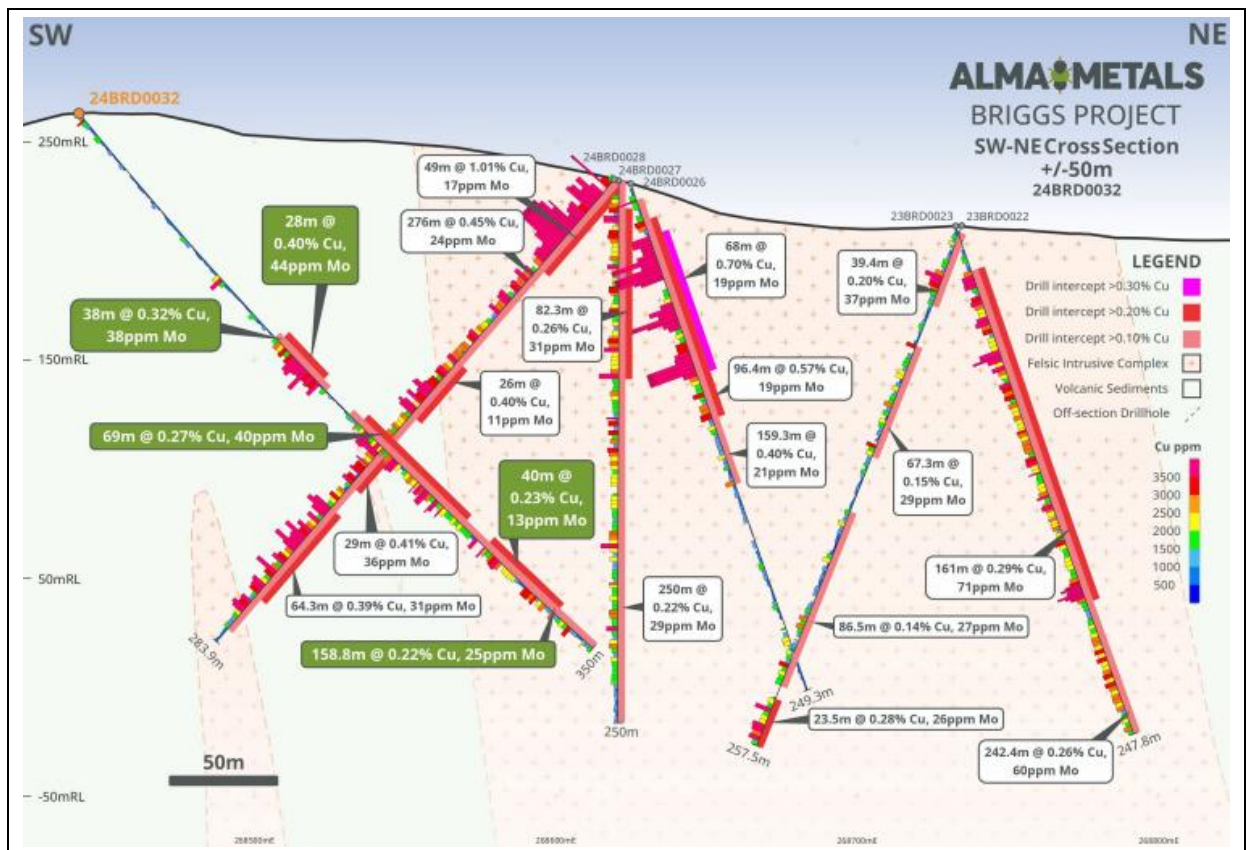 SW
NE
ALMA METALS
BRIGGS PROJECT
SW-NE Cross Section
+/-50m
24BRD0032
24BRD0032
250mRL
150mRL
50mRL
-50mRL
24BRD0028
24BRD0027
24BRD0026
23BRD0023
23BRD0022
49m @ 1.01% Cu,
17ppm Mo
276m @ 0.45% Cu,
24ppm Mo
28m @
0.40% Cu,
44ppm Mo
38m @ 0.32% Cu,
38ppm Mo
69m @ 0.27% Cu, 40ppm Mo
68m @
0.70% Cu,
19ppm Mo
82.3m @
0.26% Cu,
31ppm Mo
39.4m @
0.20% Cu,
37ppm Mo
26m @
0.40% Cu,
11ppm Mo
96.4m @ 0.57% Cu,
19ppm Mo
159.3m @
0.40% Cu,
21ppm Mo
40m @
0.23% Cu,
13ppm Mo
67.3m @
0.15% Cu,
29ppm Mo
29m @ 0.41% Cu,
36ppm Mo
64.3m @ 0.39% Cu, 31ppm Mo
158.8m @ 0.22% Cu, 25ppm Mo
250m @
0.22% Cu,
29ppm Mo
161m @ 0.29% Cu,
71ppm Mo
86.5m @ 0.14% Cu, 27ppm Mo
23.5m @ 0.28% Cu, 26ppm Mo
242.4m @ 0.26% Cu,
60ppm Mo
283.9m
350m
250m
249.3m
257.5m
247.8m
LEGEND
Drill intercept >0.30% Cu
Drill intercept >0.20% Cu
Drill intercept >0.10% Cu
Felsic Intrusive Complex
Volcanic Sediments
Off-section Drillhole
Cu ppm
3500
3000
2500
2000
1500
1000
500
50m
268500mE
268600mE
268700mE
268800mE